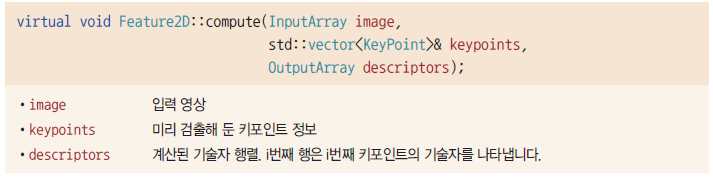 virtual void Feature2D::compute(InputArray image,
std::vector<KeyPoint>& keypoints,
OutputArray descriptors);
• image 입력 영상
• keypoints 미리 검출해 둔 키포인트 정보
• descriptors 계산된 기술자 행렬. i번째 행은 i번째 키포인트의 기술자를 나타냅니다.